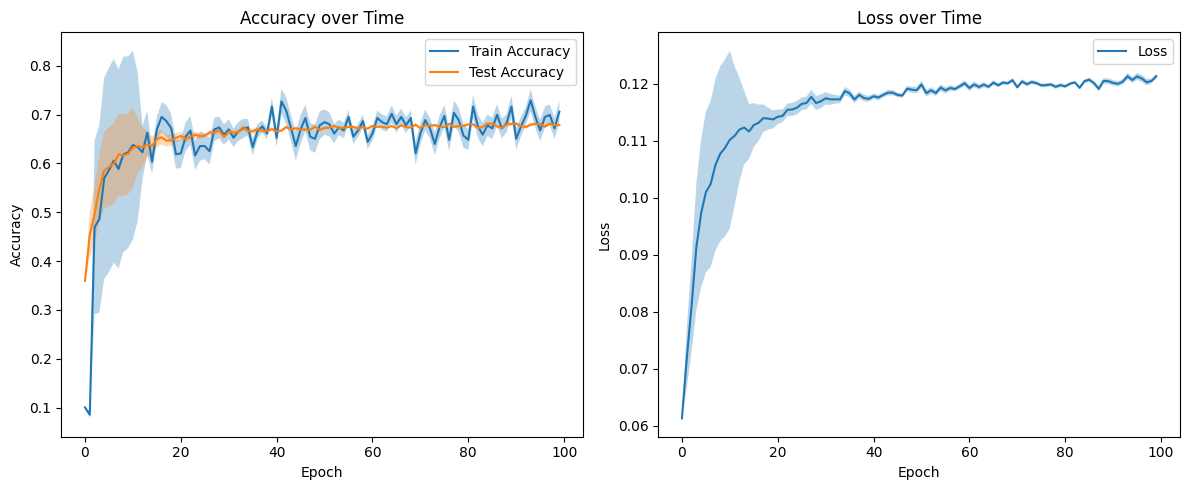 Accuracy over Time
Train Accuracy
Test Accuracy
Accuracy
0.8
0.7
0.6
0.5
0.4
0.3
0.2
0.1
0 20 40 60 80 100
Epoch
Loss over Time
Loss
Loss
0.12
0.11
0.10
0.09
0.08
0.07
0.06
0 20 40 60 80 100
Epoch